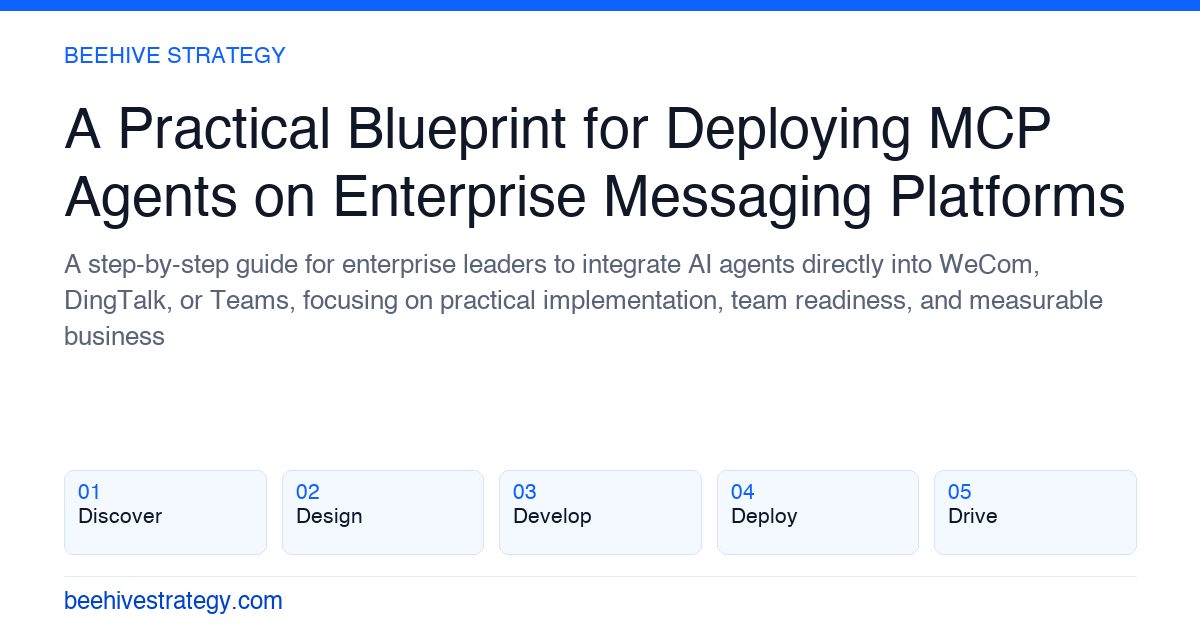 BEEHIVE STRATEGY
A Practical Blueprint for Deploying MCP
Agents on Enterprise Messaging Platforms
A step-by-step guide for enterprise leaders to integrate AI agents directly into WeCom,
DingTalk, or Teams, focusing on practical implementation, team readiness, and measurable
business
01
Discover
02
Design
03
Develop
04
Deploy
05
Drive
beehivestrategy.com